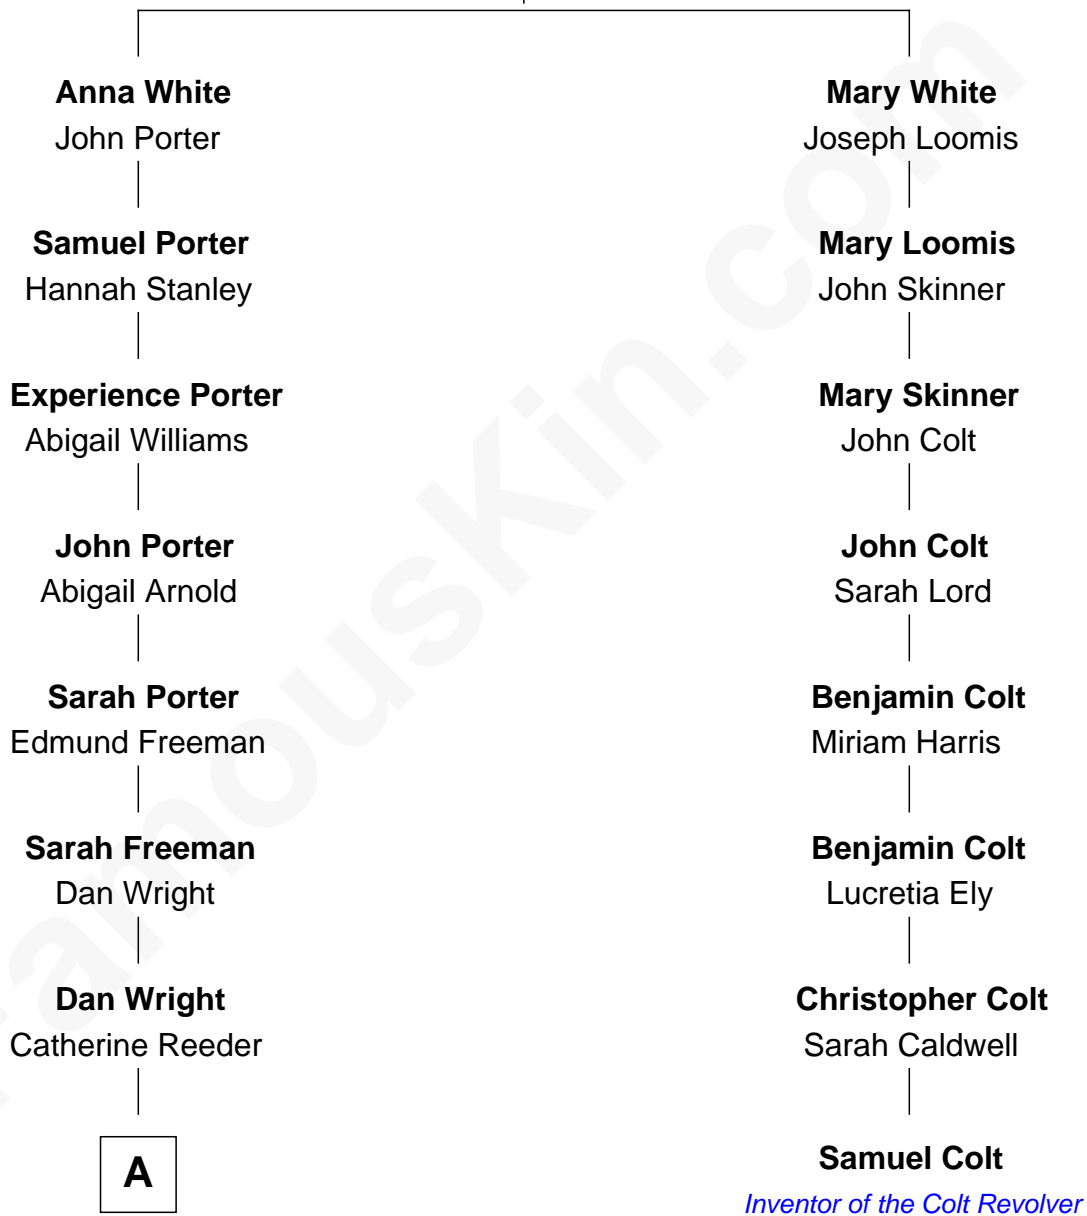 Anna White
John Porter
Samuel Porter
Hannah Stanley
Experience Porter
Abigail Williams
John Porter
Abigail Arnold
Sarah Porter
Edmund Freeman
Sarah Freeman
Dan Wright
Dan Wright
Catherine Reeder
A
Mary White
Joseph Loomis
Mary Loomis
John Skinner
Mary Skinner
John Colt
John Colt
Sarah Lord
Benjamin Colt
Miriam Harris
Benjamin Colt
Lucretia Ely
Christopher Colt
Sarah Caldwell
Samuel Colt
Inventor of the Colt Revolver
FamousKin.com